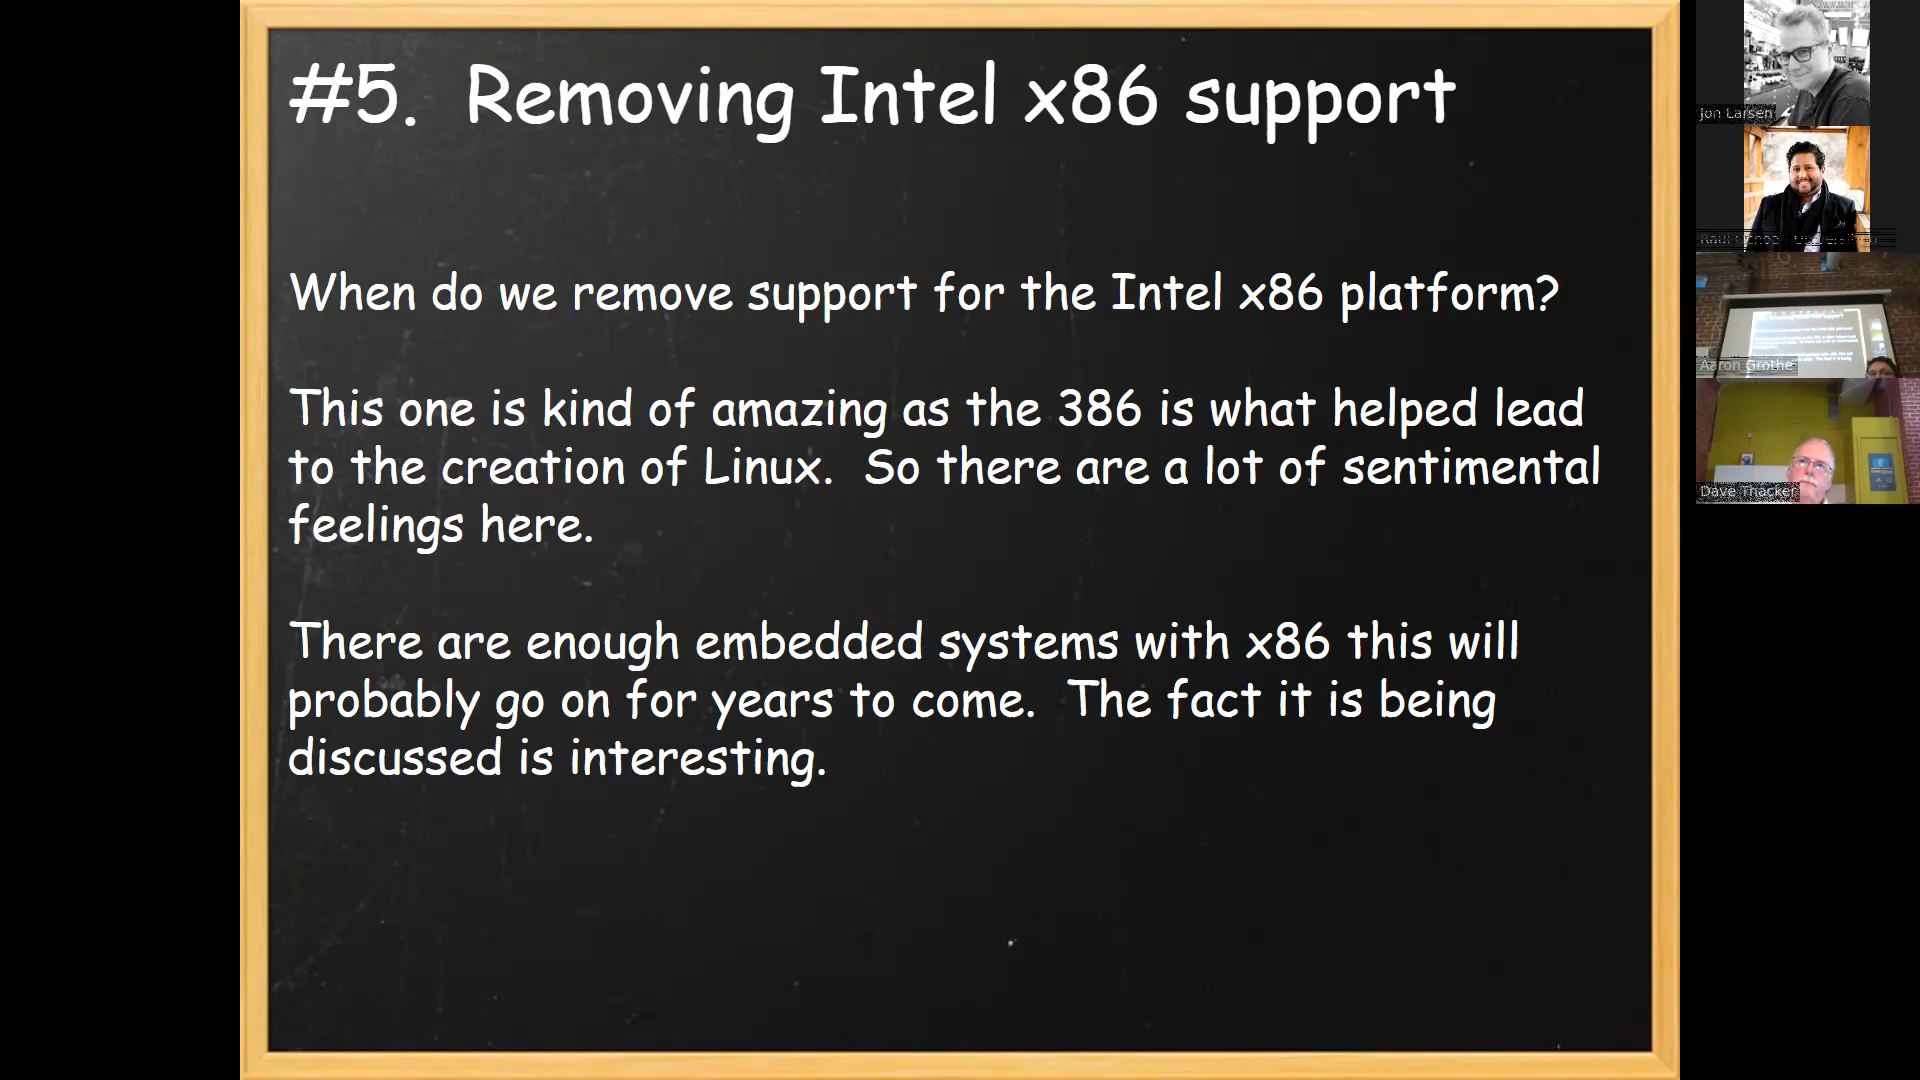 #5.  Removing Intel x86 support
When do we remove support for the Intel x86 platform?
This one is kind of amazing as the 386 is what helped lead
to the creation of Linux.  So there are a lot of sentimental
feelings here.
There are enough embedded systems with x86 this will
probably go on for years to come.  The fact it is being
discussed is interesting.
Jon Larsen
Aaron Grothe
Dave Thacker